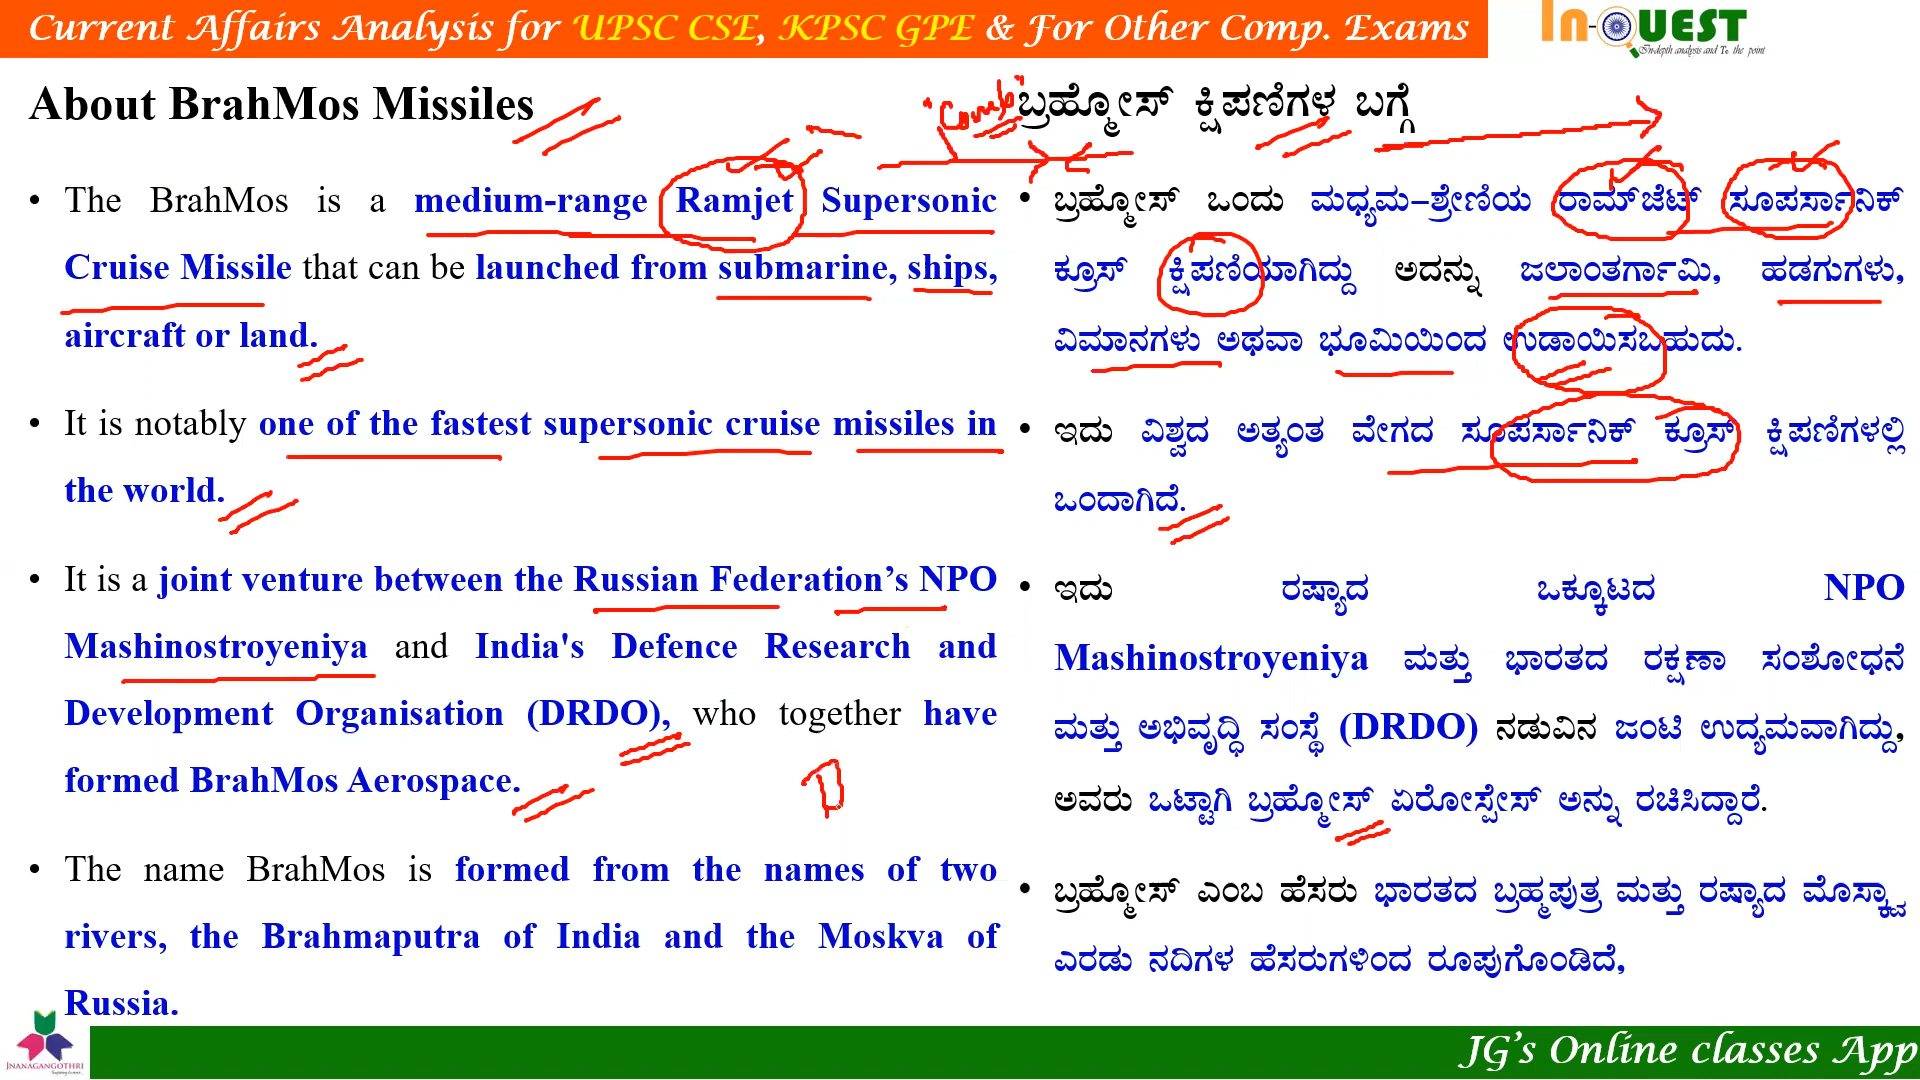 Current Affairs Analysis for UPSC CSE, KPSC GPE & For Other Comp. Exams
In-QUEST
In-depth analysis and To the point
About BrahMos Missiles
• The BrahMos is a medium-range Ramjet Supersonic
Cruise Missile that can be launched from submarine, ships,
aircraft or land.
• It is notably one of the fastest supersonic cruise missiles in
the world.
• It is a joint venture between the Russian Federation’s NPO
Mashinostroyeniya and India's Defence Research and
Development Organisation (DRDO), who together have
formed BrahMos Aerospace.
• The name BrahMos is formed from the names of two
rivers, the Brahmaputra of India and the Moskva of
Russia.
ಬ್ರಹ್ಮೋಸ್ ಕ್ಷಿಪಣಿಗಳ ಬಗ್ಗೆ
• ಬ್ರಹ್ಮೋಸ್ ಒಂದು ಮಧ್ಯಮ-ಶ್ರೇಣಿಯ ರಾಮ್‌ಜೆಟ್ ಸೂಪರ್ಸಾನಿಕ್
ಕ್ರೂಸ್ ಕ್ಷಿಪಣಿಯಾಗಿದ್ದು ಅದನ್ನು ಜಲಾಂತರ್ಗಾಮಿ, ಹಡಗುಗಳು,
ವಿಮಾನಗಳು ಅಥವಾ ಭೂಮಿಯಿಂದ ಉಡಾಯಿಸಬಹುದು.
• ಇದು ವಿಶ್ವದ ಅತ್ಯಂತ ವೇಗದ ಸೂಪರ್ಸಾನಿಕ್ ಕ್ರೂಸ್ ಕ್ಷಿಪಣಿಗಳಲ್ಲಿ
ಒಂದಾಗಿದೆ.
• ಇದು ರಷ್ಯಾದ ಒಕ್ಕೂಟದ NPO
Mashinostroyeniya ಮತ್ತು ಭಾರತದ ರಕ್ಷಣಾ ಸಂಶೋಧನೆ
ಮತ್ತು ಅಭಿವೃದ್ಧಿ ಸಂಸ್ಥೆ (DRDO) ನಡುವಿನ ಜಂಟಿ ಉದ್ಯಮವಾಗಿದ್ದು,
ಅವರು ಒಟ್ಟಾಗಿ ಬ್ರಹ್ಮೋಸ್ ಏರೋಸ್ಪೇಸ್ ಅನ್ನು ರಚಿಸಿದ್ದಾರೆ.
• ಬ್ರಹ್ಮೋಸ್ ಎಂಬ ಹೆಸರು ಭಾರತದ ಬ್ರಹ್ಮಪುತ್ರ ಮತ್ತು ರಷ್ಯಾದ ಮೊಸ್ಕ್ವಾ
ಎರಡು ನದಿಗಳ ಹೆಸರುಗಳಿಂದ ರೂಪುಗೊಂಡಿದೆ,
JNANAGANGOTHRI
JG’s Online classes App